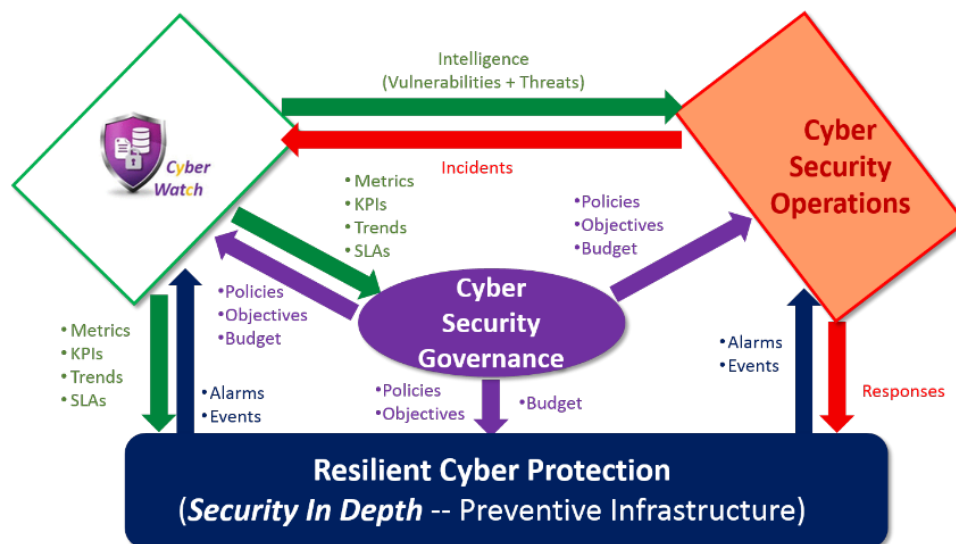 Intelligence
(Vulnerabilities + Threats)
Cyber
Watch
Incidents
Cyber
Security
Operations
•Metrics
•KPIs
•Trends
•SLAs
•Policies
•Objectives
•Budget
•Policies
•Objectives
•Budget
Cyber
Security
Governance
•Metrics
•KPIs
•Trends
•SLAs
•Alarms
•Events
•Policies
•Objectives
•Budget
•Alarms
•Events
Responses
Resilient Cyber Protection
(Security In Depth -- Preventive Infrastructure)